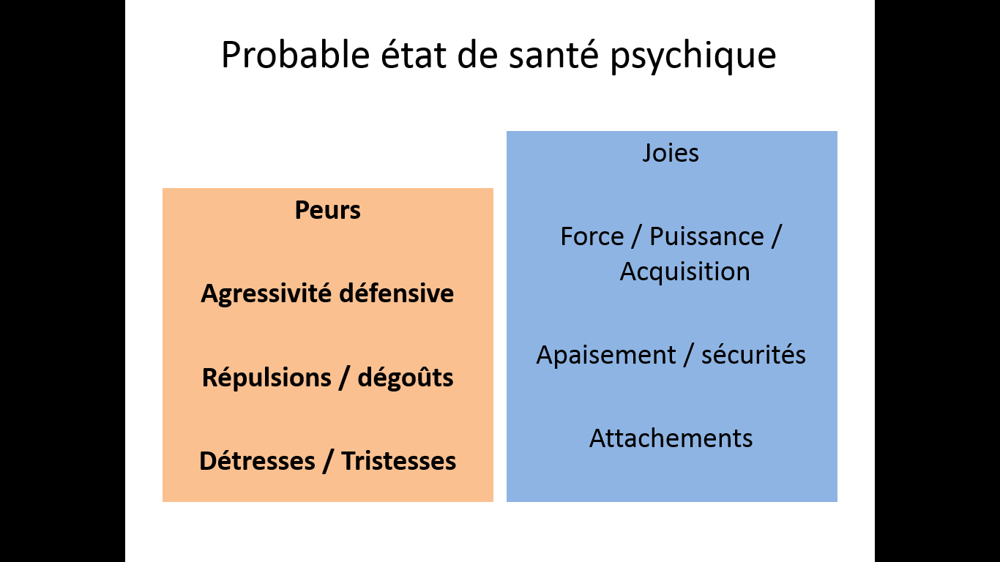 Probable état de santé psychique
Peurs
Agressivité défensive
Répulsions / dégoûts
Détresses / Tristesses
Joies
Force / Puissance /
Acquisition
Apaisement / sécurités
Attachements